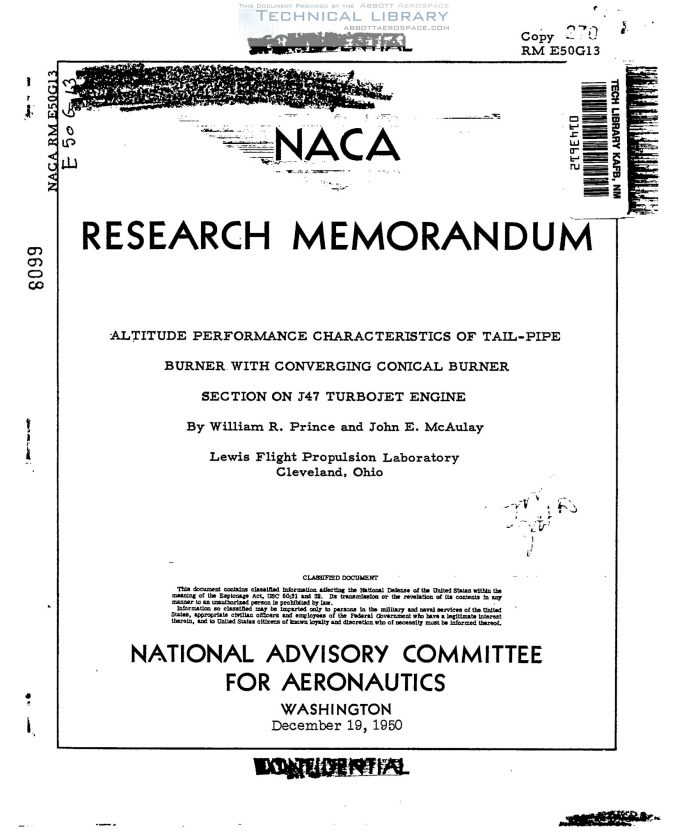 THIS DOCUMENT PROVIDED BY THE ABBOTT AEROSPACE
TECHNICAL LIBRARY
ABBOTTAEROSPACE.COM
Copy 270
RM E50G13
NACA RM E50G13
E 50 G 13
TECH LIBRARY KAFB, NM
0143612
NACA
RESEARCH MEMORANDUM
8099
ALTITUDE PERFORMANCE CHARACTERISTICS OF TAIL-PIPE
BURNER WITH CONVERGING CONICAL BURNER
SECTION ON J47 TURBOJET ENGINE
By William R. Prince and John E. McAulay
Lewis Flight Propulsion Laboratory
Cleveland, Ohio
CLASSIFIED DOCUMENT
This document contains classified information affecting the National Defense of the United States within the
meaning of the Espionage Act, USC 50:31 and 32. Its transmission or the revelation of its contents in any
manner to an unauthorized person is prohibited by law.
Information so classified may be imparted only to persons in the military and naval services of the United
States, appropriate civilian officers and employees of the Federal Government who have a legitimate interest
therein, and to United States citizens of known loyalty and discretion who of necessity must be informed thereof.
NATIONAL ADVISORY COMMITTEE
FOR AERONAUTICS
WASHINGTON
December 19, 1950
CONFIDENTIAL